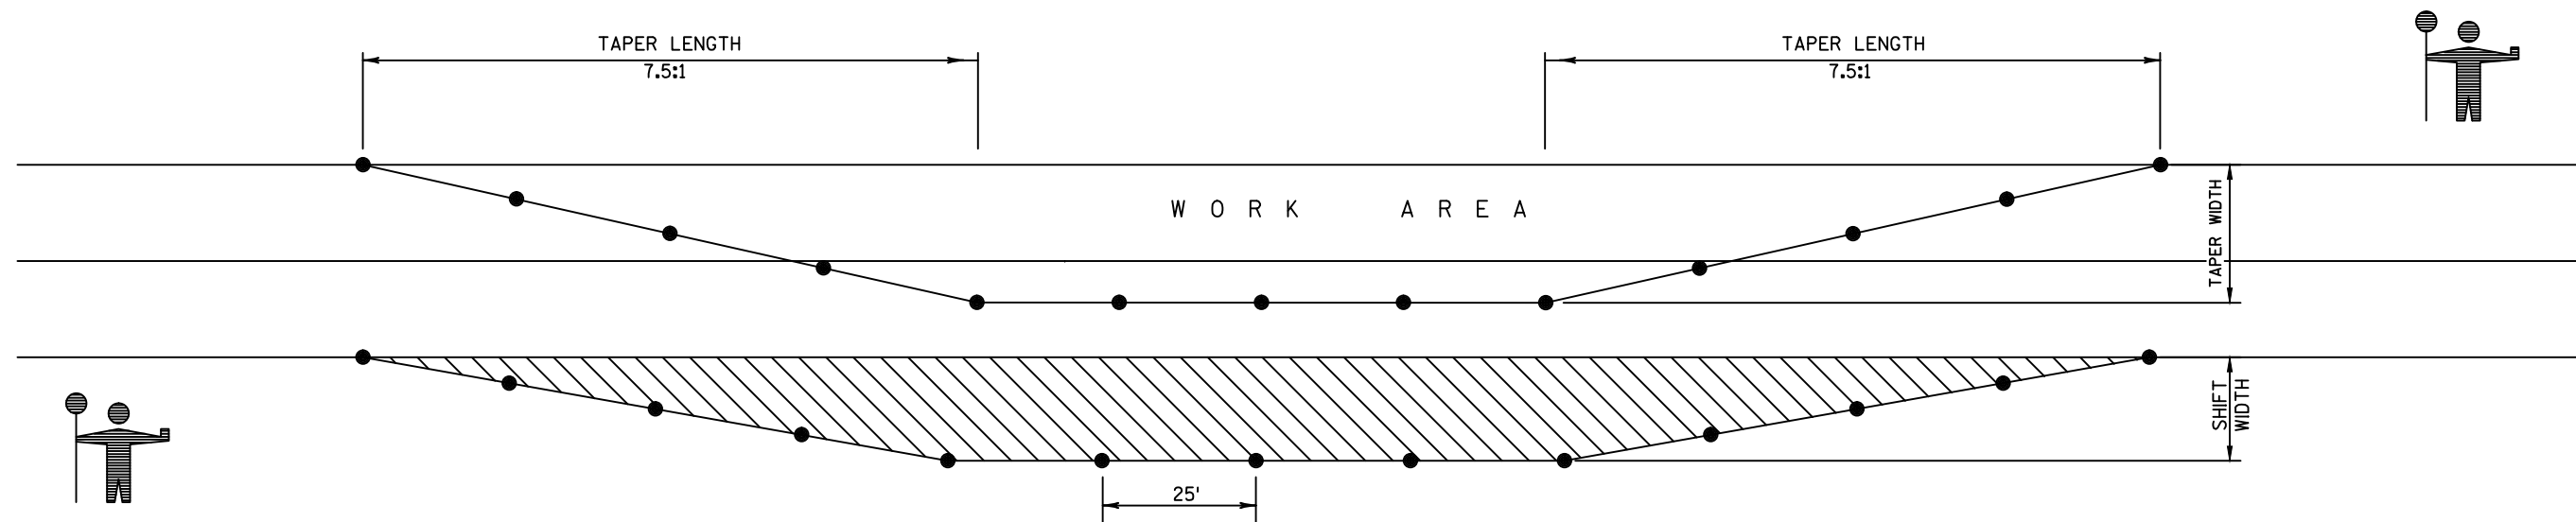 TAPER LENGTH
7.5:1
TAPER LENGTH
7.5:1
WORK AREA
TAPER WIDTH
SHIFT
WIDTH
25'